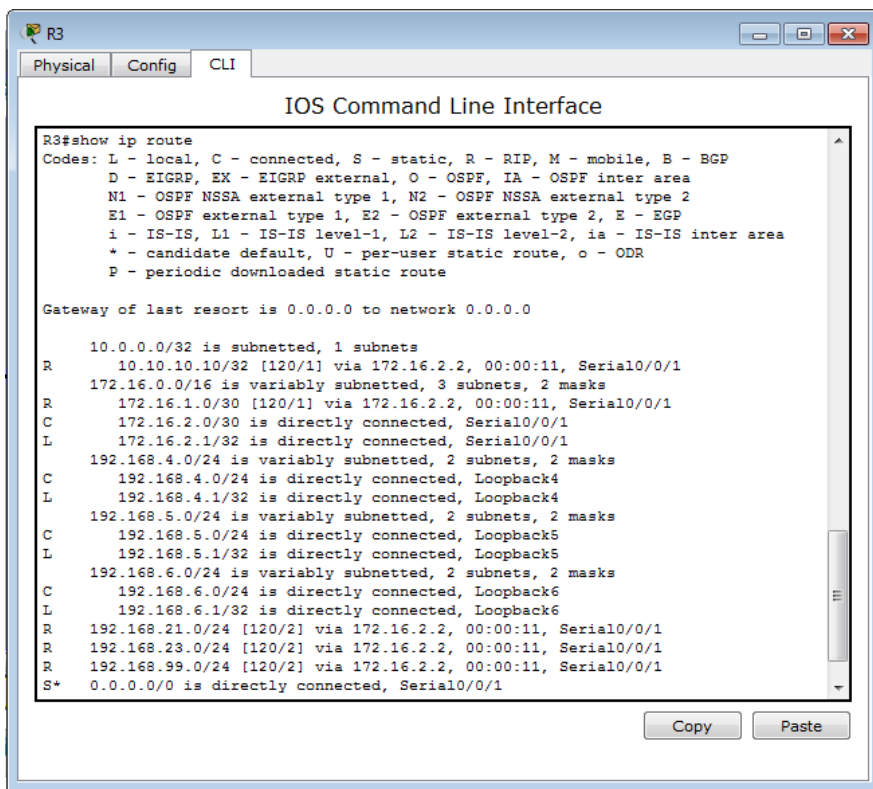 R3
Physical Config CLI
IOS Command Line Interface
R3#show ip route
Codes: L - local, C - connected, S - static, R - RIP, M - mobile, B - BGP
       D - EIGRP, EX - EIGRP external, O - OSPF, IA - OSPF inter area
       N1 - OSPF NSSA external type 1, N2 - OSPF NSSA external type 2
       E1 - OSPF external type 1, E2 - OSPF external type 2, E - EGP
       i - IS-IS, L1 - IS-IS level-1, L2 - IS-IS level-2, ia - IS-IS inter area
       * - candidate default, U - per-user static route, o - ODR
       P - periodic downloaded static route
Gateway of last resort is 0.0.0.0 to network 0.0.0.0
     10.0.0.0/32 is subnetted, 1 subnets
R       10.10.10.10/32 [120/1] via 172.16.2.2, 00:00:11, Serial0/0/1
     172.16.0.0/16 is variably subnetted, 3 subnets, 2 masks
R       172.16.1.0/30 [120/1] via 172.16.2.2, 00:00:11, Serial0/0/1
C       172.16.2.0/30 is directly connected, Serial0/0/1
L       172.16.2.1/32 is directly connected, Serial0/0/1
     192.168.4.0/24 is variably subnetted, 2 subnets, 2 masks
C       192.168.4.0/24 is directly connected, Loopback4
L       192.168.4.1/32 is directly connected, Loopback4
     192.168.5.0/24 is variably subnetted, 2 subnets, 2 masks
C       192.168.5.0/24 is directly connected, Loopback5
L       192.168.5.1/32 is directly connected, Loopback5
     192.168.6.0/24 is variably subnetted, 2 subnets, 2 masks
C       192.168.6.0/24 is directly connected, Loopback6
L       192.168.6.1/32 is directly connected, Loopback6
R    192.168.21.0/24 [120/2] via 172.16.2.2, 00:00:11, Serial0/0/1
R    192.168.23.0/24 [120/2] via 172.16.2.2, 00:00:11, Serial0/0/1
R    192.168.99.0/24 [120/2] via 172.16.2.2, 00:00:11, Serial0/0/1
S*   0.0.0.0/0 is directly connected, Serial0/0/1
Copy Paste